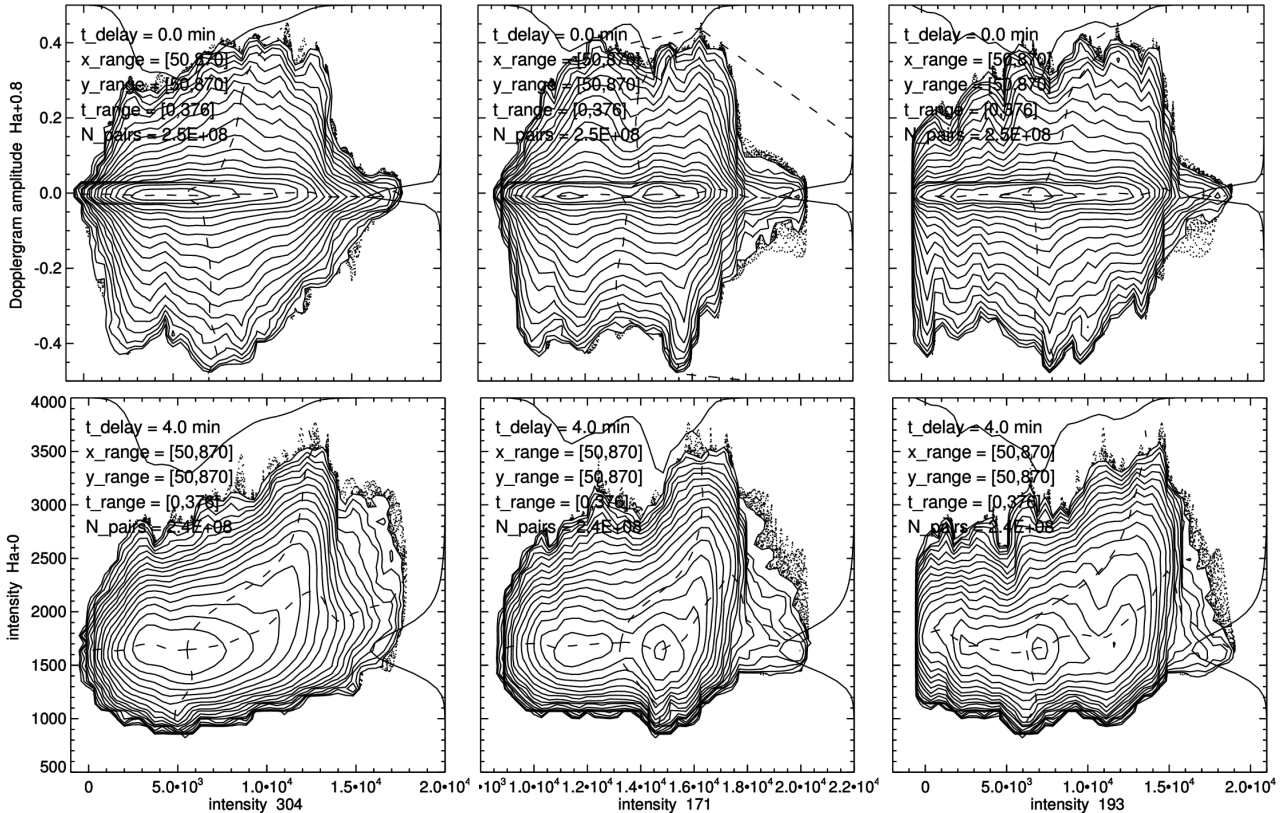 t_delay = 0.0 min
x_range = [50,870]
y_range = [50,870]
t_range = [0,376]
N_pairs = 2.5E+08
t_delay = 0.0 min
x_range = [50,870]
y_range = [50,870]
t_range = [0,376]
N_pairs = 2.5E+08
t_delay = 0.0 min
x_range = [50,870]
y_range = [50,870]
t_range = [0,376]
N_pairs = 2.5E+08
0.4
0.2
0.0
-0.2
-0.4
Dopplergram amplitude Ha+0.8
t_delay = 4.0 min
x_range = [50,870]
y_range = [50,870]
t_range = [0,376]
N_pairs = 2.4E+08
t_delay = 4.0 min
x_range = [50,870]
y_range = [50,870]
t_range = [0,376]
N_pairs = 2.4E+08
t_delay = 4.0 min
x_range = [50,870]
y_range = [50,870]
t_range = [0,376]
N_pairs = 2.4E+08
4000
3500
3000
2500
2000
1500
1000
500
intensity Ha+0
0 5.0•10³ 1.0•10⁴ 1.5•10⁴ 2.0•10⁴
intensity 304
•10³ 1.0•10⁴ 1.2•10⁴ 1.4•10⁴ 1.6•10⁴ 1.8•10⁴ 2.0•10⁴ 2.2•10⁴
intensity 171
0 5.0•10³ 1.0•10⁴ 1.5•10⁴ 2.0•10⁴
intensity 193